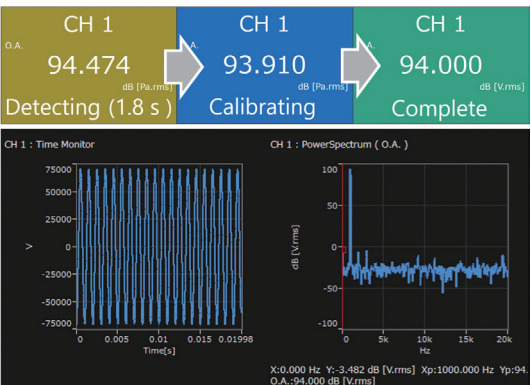 CH 1
O.A.
94.474
dB [Pa.rms]
Detecting (1.8 s )
CH 1
A.
93.910
dB [Pa.rms]
Calibrating
CH 1
A.
94.000
dB [V.rms]
Complete
CH 1 : Time Monitor
75000
50000
25000
0
-25000
-50000
-75000
V
0 0.005 0.01 0.015 0.01998
Time[s]
CH 1 : PowerSpectrum ( O.A. )
100
50
0
-50
-100
dB [V.rms]
0 5k 10k 15k 20k
Hz
X:0.000 Hz Y:-3.482 dB [V.rms] Xp:1000.000 Hz Yp:94.
O.A.:94.000 dB [V.rms]